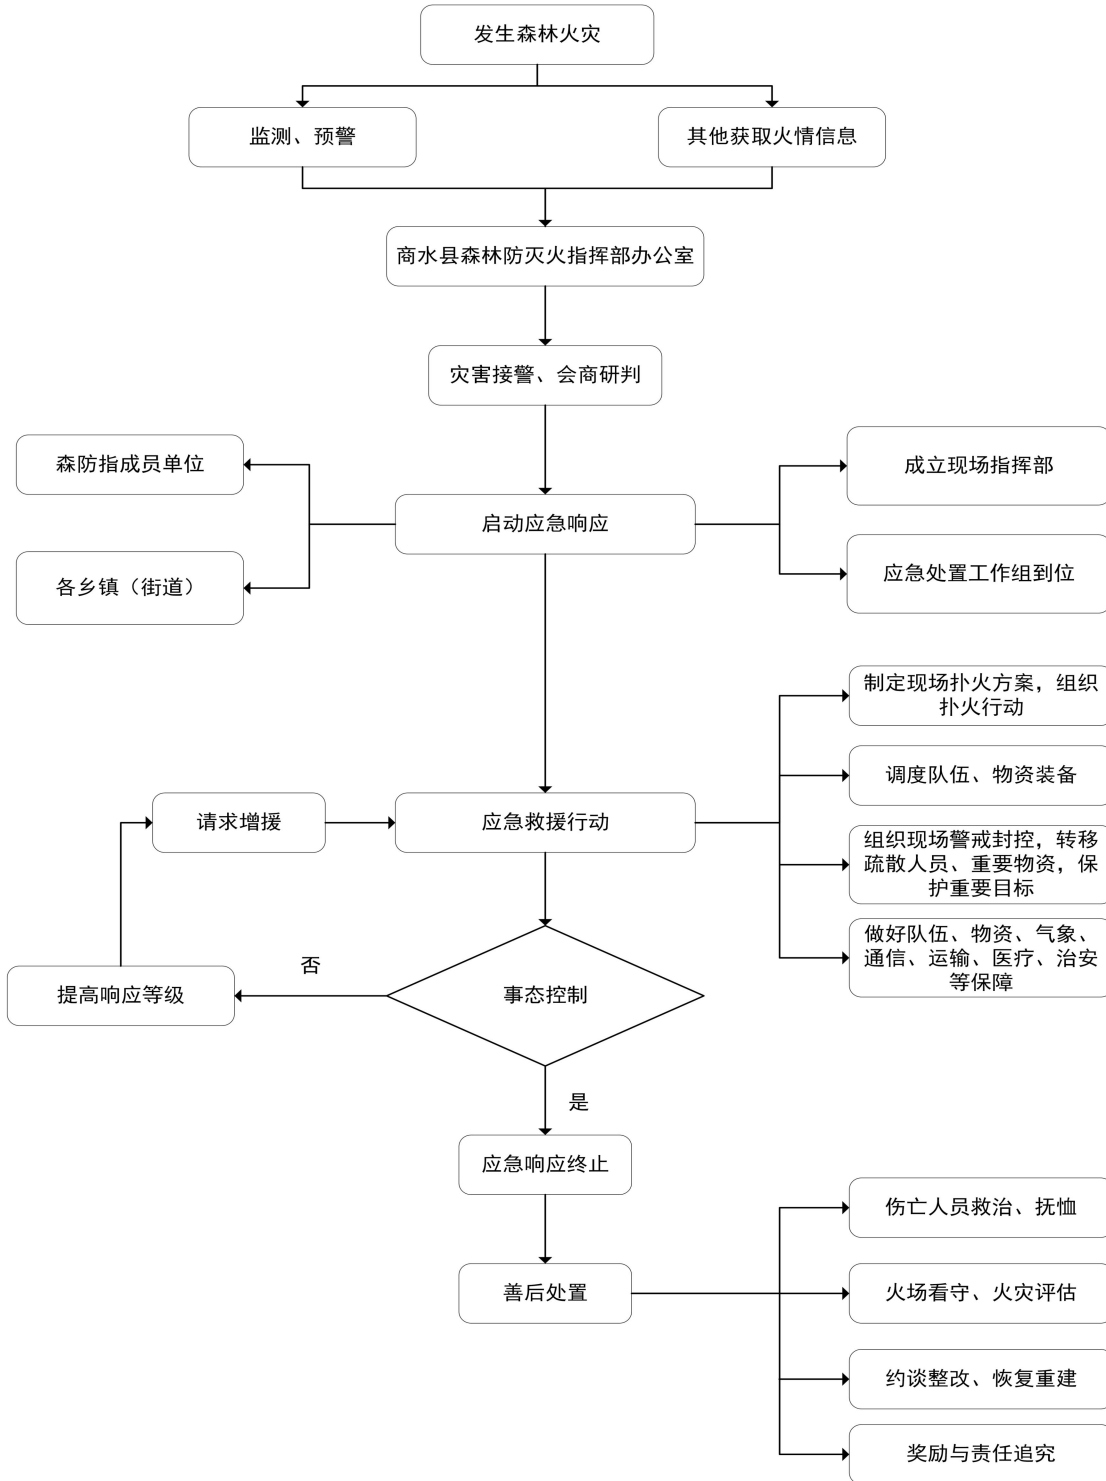 发生森林火灾
监测、预警
其他获取火情信息
商水县森林防灭火指挥部办公室
灾害接警、会商研判
森防指成员单位
成立现场指挥部
启动应急响应
各乡镇（街道）
应急处置工作组到位
制定现场扑火方案，组织
扑火行动
调度队伍、物资装备
请求增援
应急救援行动
组织现场警戒封控，转移
疏散人员、重要物资，保
护重要目标
做好队伍、物资、气象、
通信、运输、医疗、治安
等保障
否
提高响应等级
事态控制
是
应急响应终止
伤亡人员救治、抚恤
善后处置
火场看守、火灾评估
约谈整改、恢复重建
奖励与责任追究